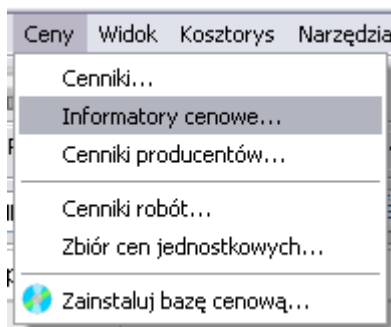 Ceny Widok Kosztorys Narzędzia
Cenniki...
Informatory cenowe...
Cenniki producentów...
Cenniki robót...
Zbiór cen jednostkowych...
Zainstaluj bazę cenową...